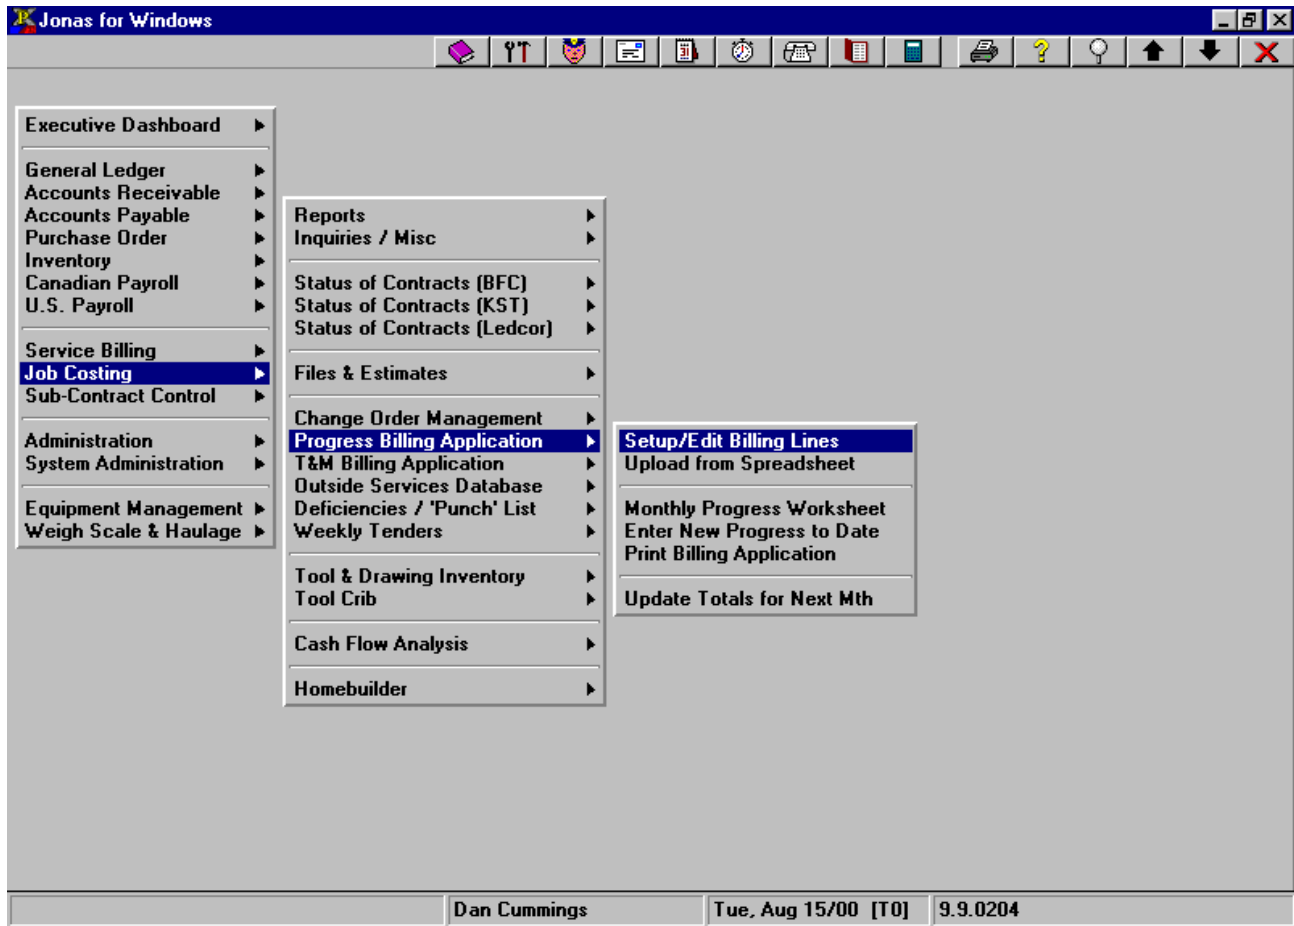 Jonas for Windows
Executive Dashboard
General Ledger
Accounts Receivable
Accounts Payable
Purchase Order
Inventory
Canadian Payroll
U.S. Payroll
Service Billing
Job Costing
Sub-Contract Control
Administration
System Administration
Equipment Management
Weigh Scale & Haulage
Reports
Inquiries / Misc
Status of Contracts (BFC)
Status of Contracts (KST)
Status of Contracts (Ledcor)
Files & Estimates
Change Order Management
Progress Billing Application
T&M Billing Application
Outside Services Database
Deficiencies / 'Punch' List
Weekly Tenders
Tool & Drawing Inventory
Tool Crib
Cash Flow Analysis
Homebuilder
Setup/Edit Billing Lines
Upload from Spreadsheet
Monthly Progress Worksheet
Enter New Progress to Date
Print Billing Application
Update Totals for Next Mth
Dan Cummings
Tue, Aug 15/00 [T0]
9.9.0204